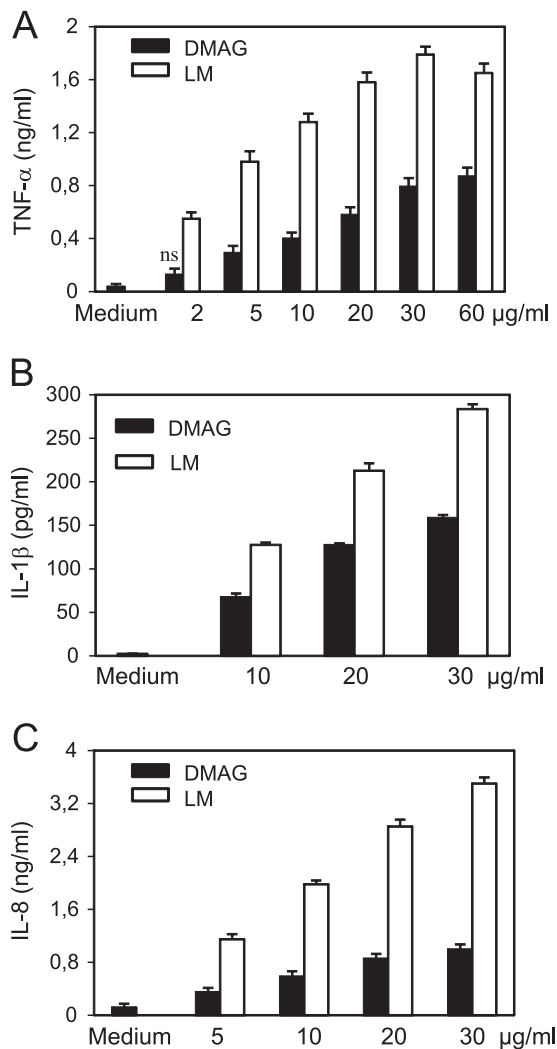 A
TNF-α (ng/ml)
2
1,6
1,2
0,8
0,4
0
DMAG
LM
ns
Medium 2 5 10 20 30 60 µg/ml
B
IL-1β (pg/ml)
300
250
200
150
100
50
0
DMAG
LM
Medium 10 20 30 µg/ml
C
IL-8 (ng/ml)
4
3,2
2,4
1,6
0,8
0
DMAG
LM
Medium 5 10 20 30 µg/ml